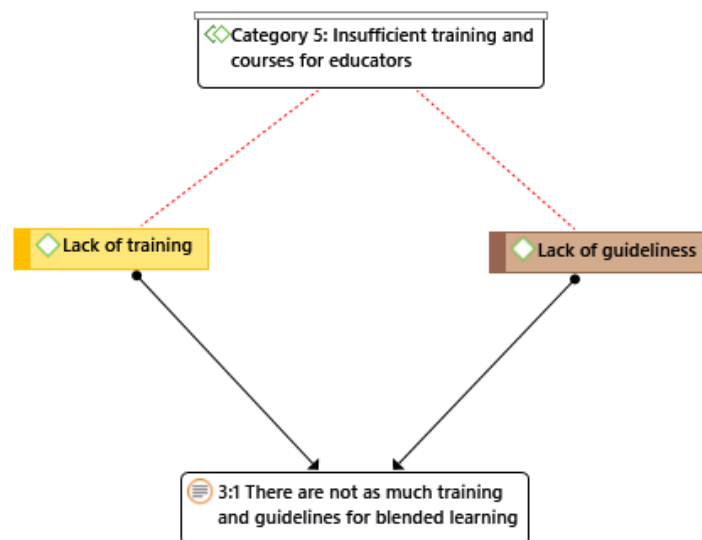 Category 5: Insufficient training and
courses for educators
Lack of training
Lack of guideliness
3:1 There are not as much training
and guidelines for blended learning